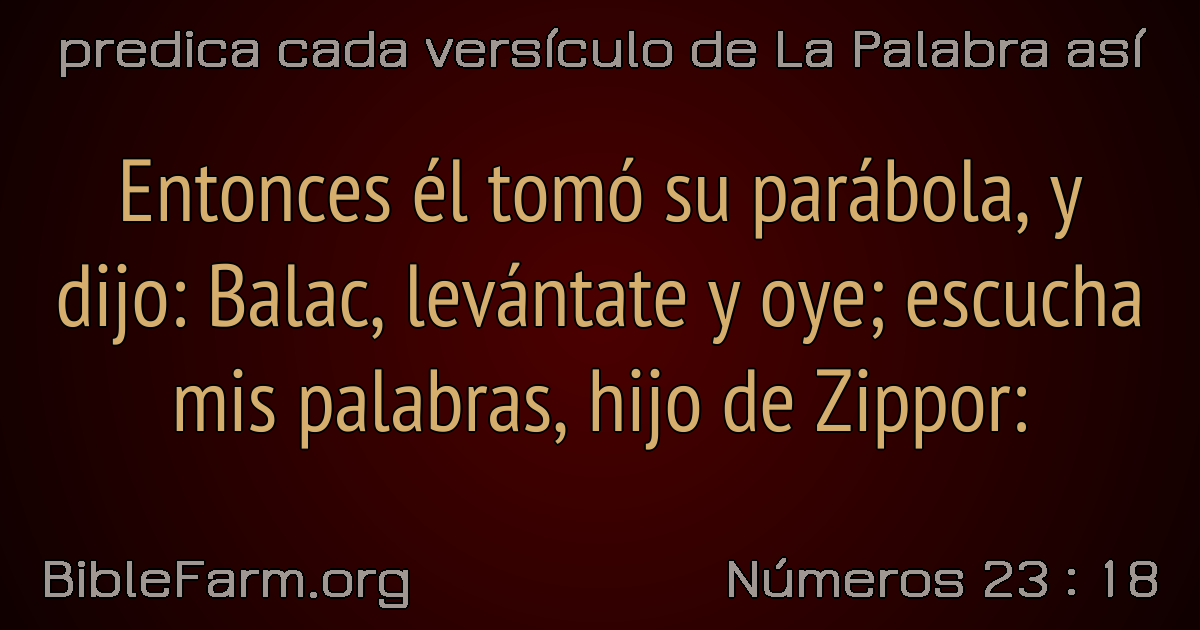 predica cada versículo de La Palabra así
Entonces él tomó su parábola, y
dijo: Balac, levántate y oye; escucha
mis palabras, hijo de Zippor:
BibleFarm.org
Números 23 : 18